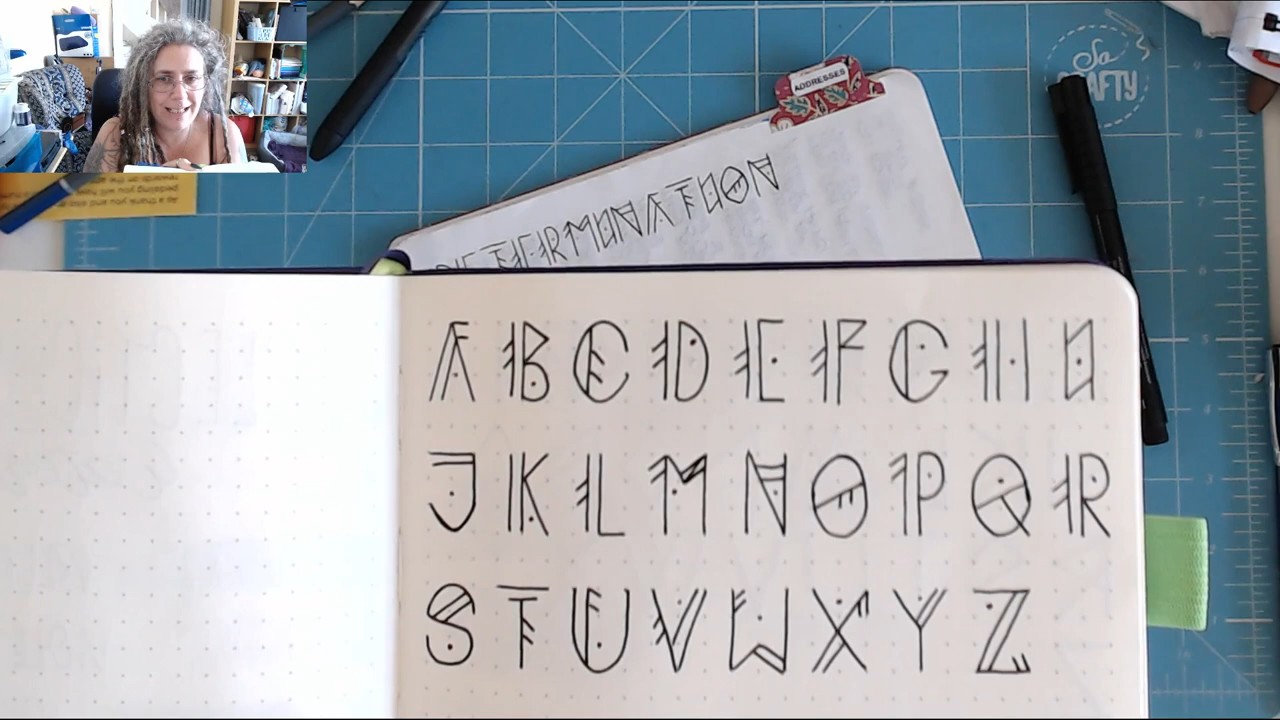 So
CRAFTY
ADDRESSES
DETERMINATION
A B C D E F G H I
J K L M N O P Q R
S T U V W X Y Z